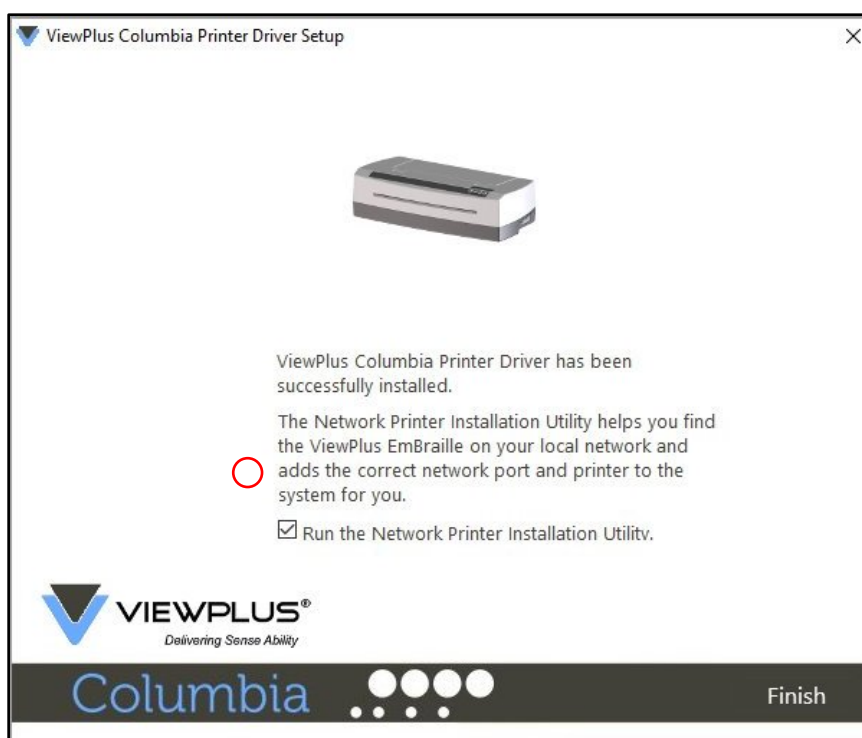 ViewPlus Columbia Printer Driver Setup
ViewPlus Columbia Printer Driver has been
successfully installed.
The Network Printer Installation Utility helps you find
the ViewPlus EmBraille on your local network and
adds the correct network port and printer to the
system for you.
Run the Network Printer Installation Utility.
VIEWPLUS®
Delivering Sense Ability
Columbia
Finish